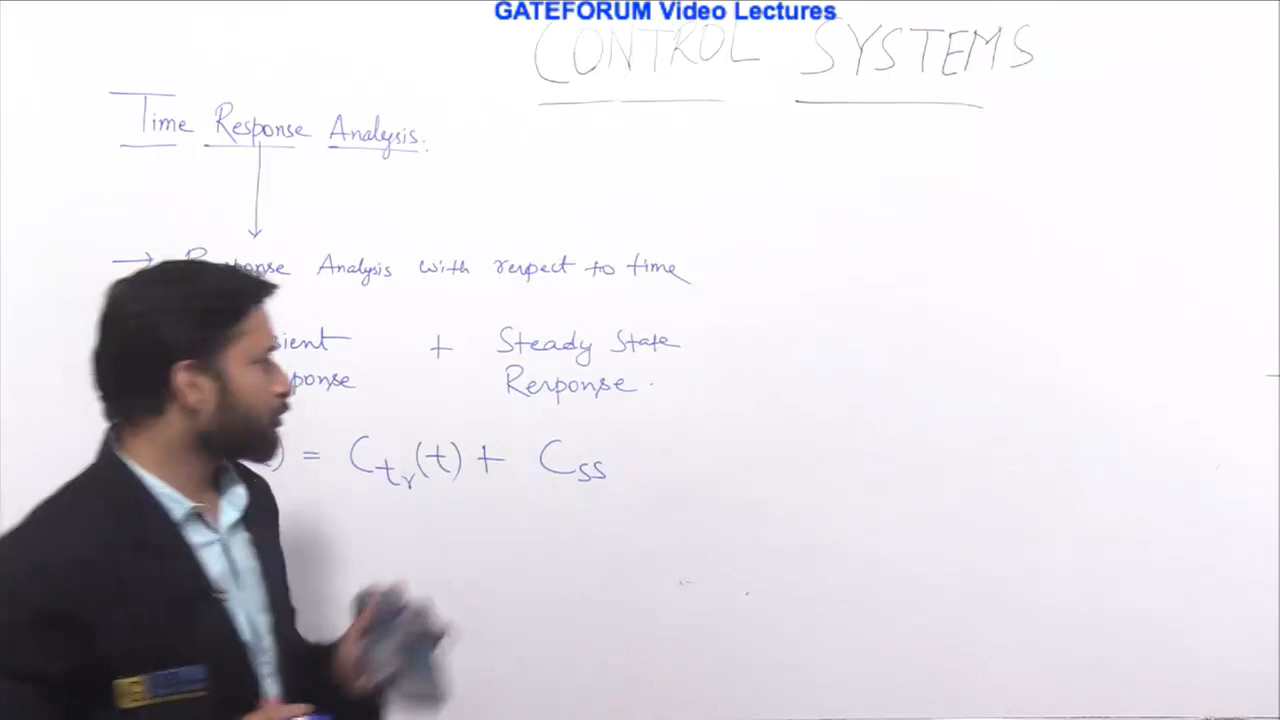 GATEFORUM Video Lectures
CONTROL SYSTEMS
Time Response Analysis.
→ Response Analysis with respect to time
+ Steady State
Response.
) = C_tr(t) + C_ss